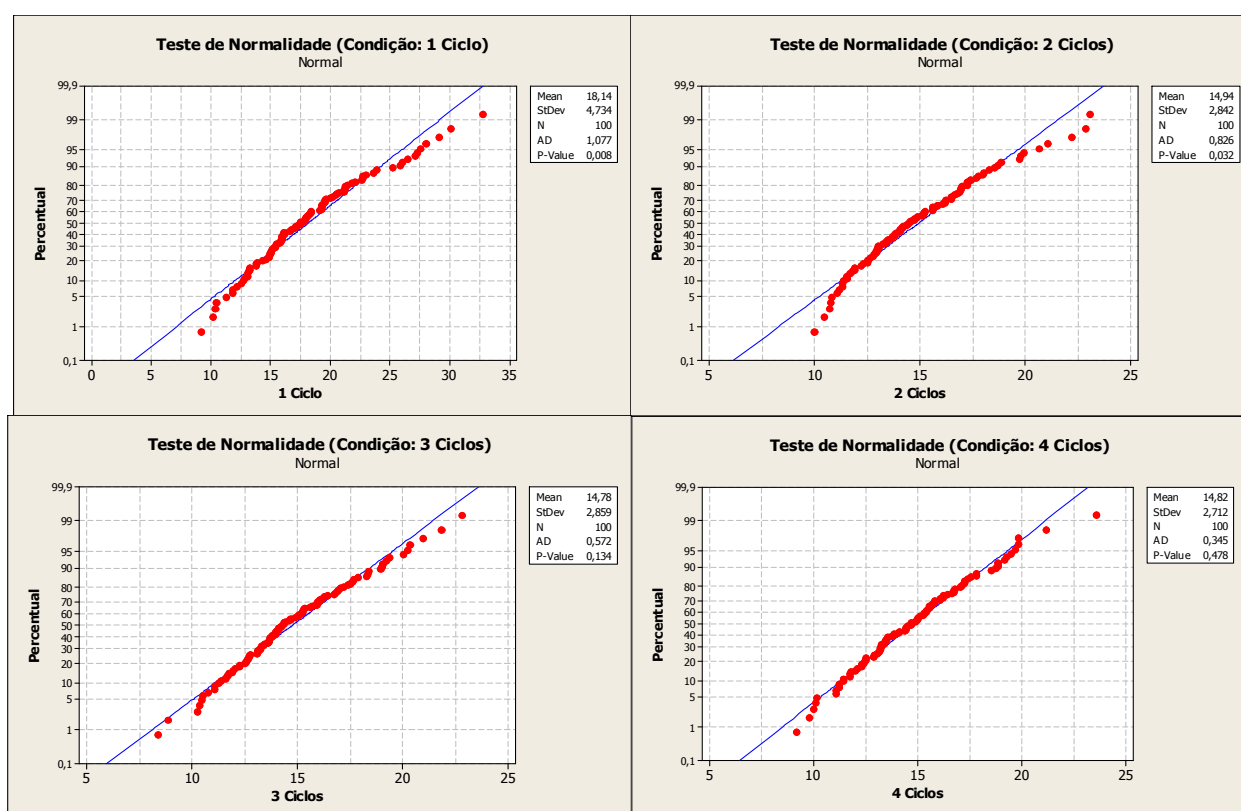 Teste de Normalidade (Condição: 1 Ciclo)
Normal
Percentual
99,9
99
95
90
80
70
60
50
40
30
20
10
5
1
0,1
0 5 10 15 20 25 30 35
1 Ciclo
Mean 18,14
StDev 4,734
N 100
AD 1,077
P-Value 0,008
Teste de Normalidade (Condição: 2 Ciclos)
Normal
Percentual
99,9
99
95
90
80
70
60
50
40
30
20
10
5
1
0,1
5 10 15 20 25
2 Ciclos
Mean 14,94
StDev 2,842
N 100
AD 0,826
P-Value 0,032
Teste de Normalidade (Condição: 3 Ciclos)
Normal
Percentual
99,9
99
95
90
80
70
60
50
40
30
20
10
5
1
0,1
5 10 15 20 25
3 Ciclos
Mean 14,78
StDev 2,859
N 100
AD 0,572
P-Value 0,134
Teste de Normalidade (Condição: 4 Ciclos)
Normal
Percentual
99,9
99
95
90
80
70
60
50
40
30
20
10
5
1
0,1
5 10 15 20 25
4 Ciclos
Mean 14,82
StDev 2,712
N 100
AD 0,345
P-Value 0,478